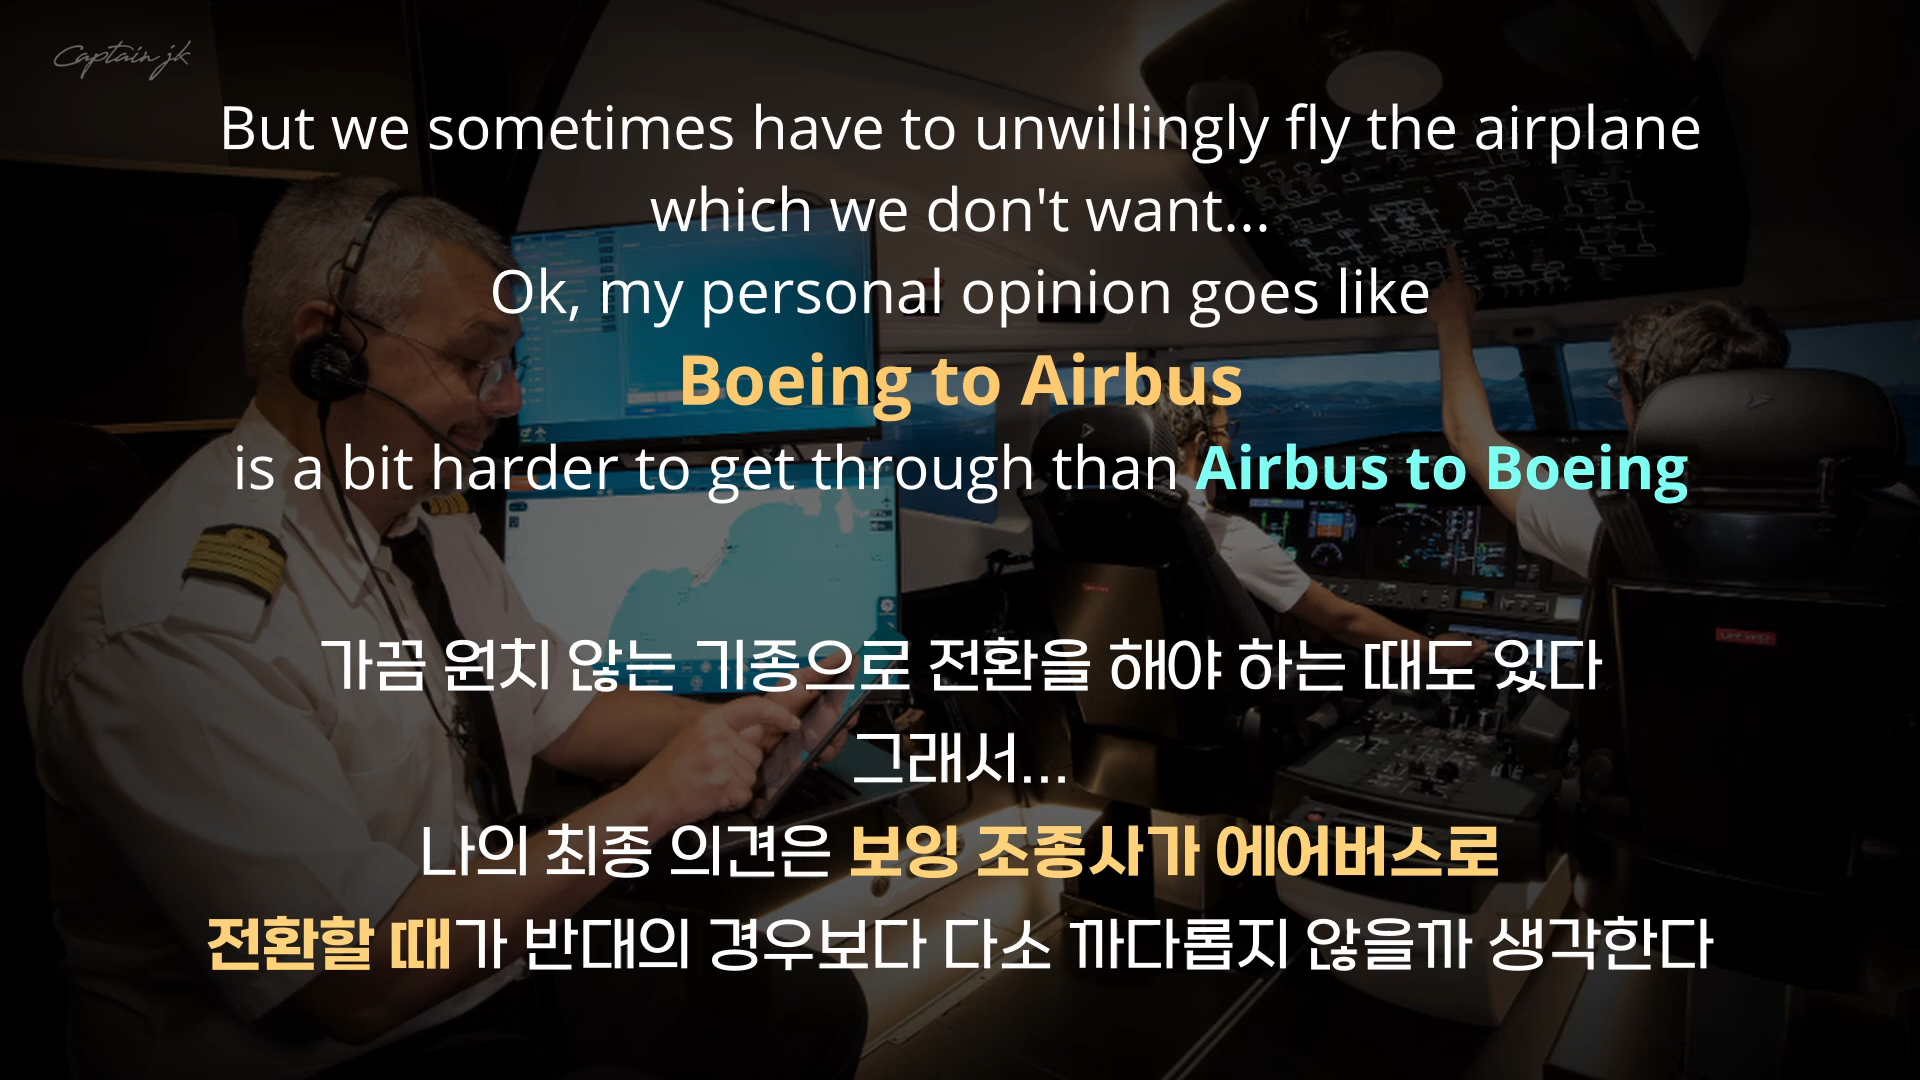 Captain jk
But we sometimes have to unwillingly fly the airplane
which we don't want...
Ok, my personal opinion goes like
Boeing to Airbus
is a bit harder to get through than Airbus to Boeing
가끔 원치 않는 기종으로 전환을 해야 하는 때도 있다
그래서...
나의 최종 의견은 보잉 조종사가 에어버스로
전환할 때가 반대의 경우보다 다소 까다롭지 않을까 생각한다